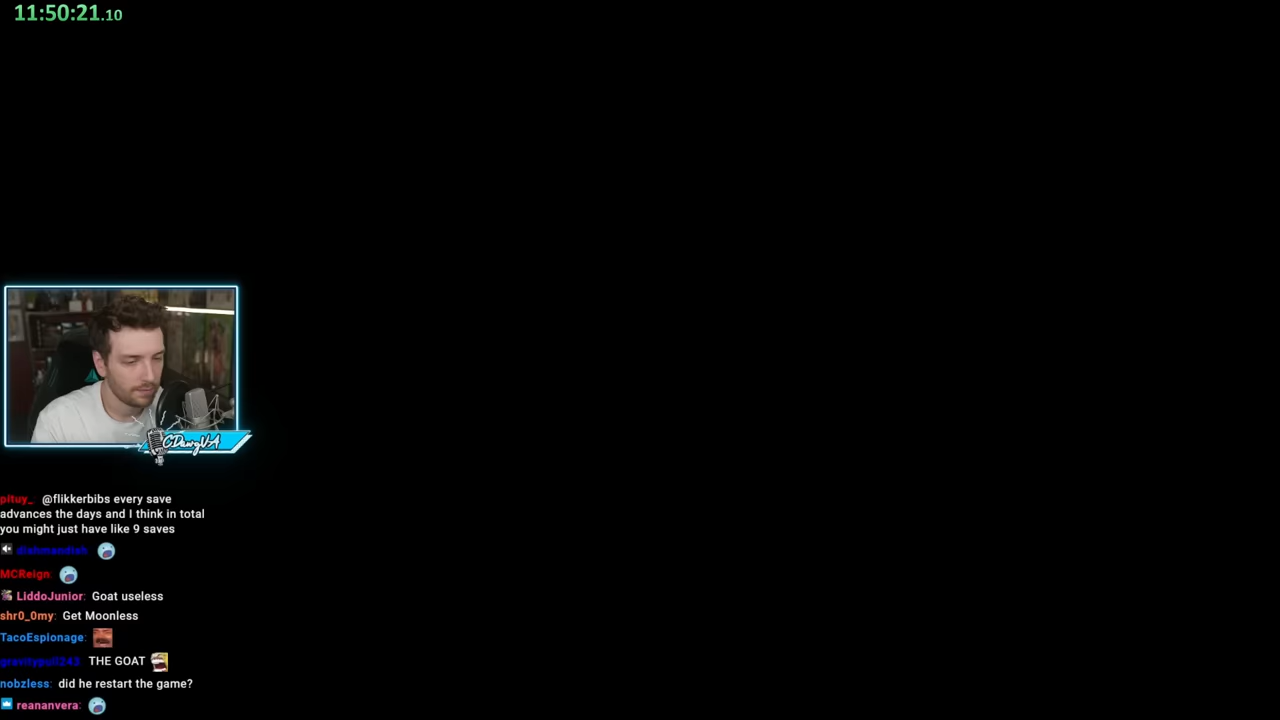 11:50:21.10
CDawgVA
pituy_ @flikkerbibs every save
advances the days and I think in total
you might just have like 9 saves
MCReign
LiddoJunior: Goat useless
shr0_0my: Get Moonless
TacoEspionage:
gravitypull243 THE GOAT
nobzless: did he restart the game?
reananvera: